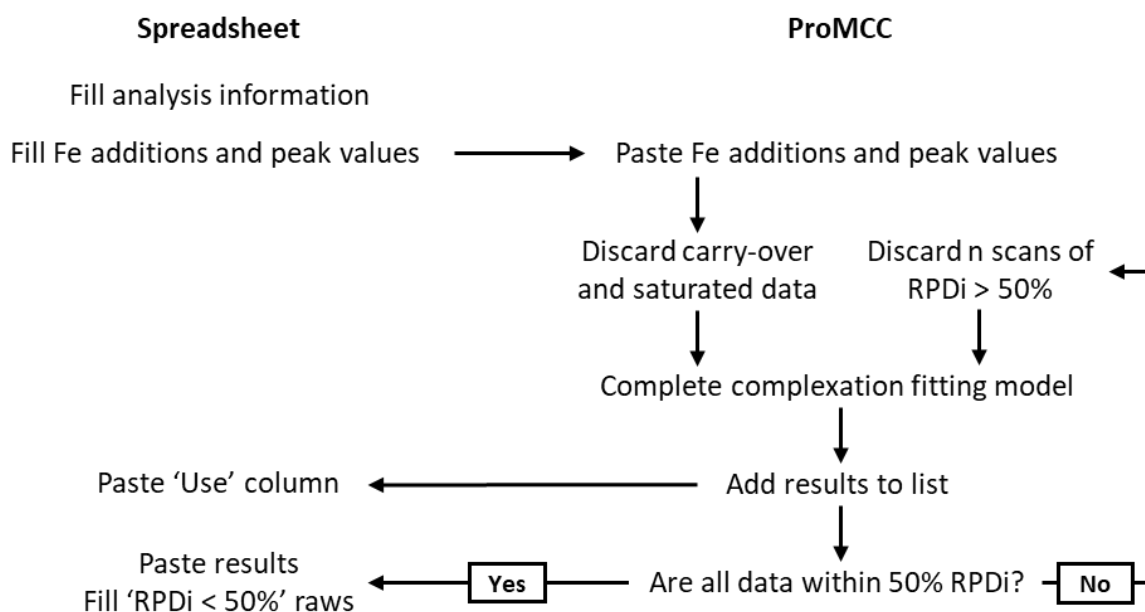 Spreadsheet
ProMCC
Fill analysis information
Fill Fe additions and peak values
Paste Fe additions and peak values
Discard carry-over
and saturated data
Discard n scans of
RPDi > 50%
Complete complexation fitting model
Paste ‘Use’ column
Add results to list
Paste results
Fill ‘RPDi < 50%’ raws
Yes
Are all data within 50% RPDi?
No